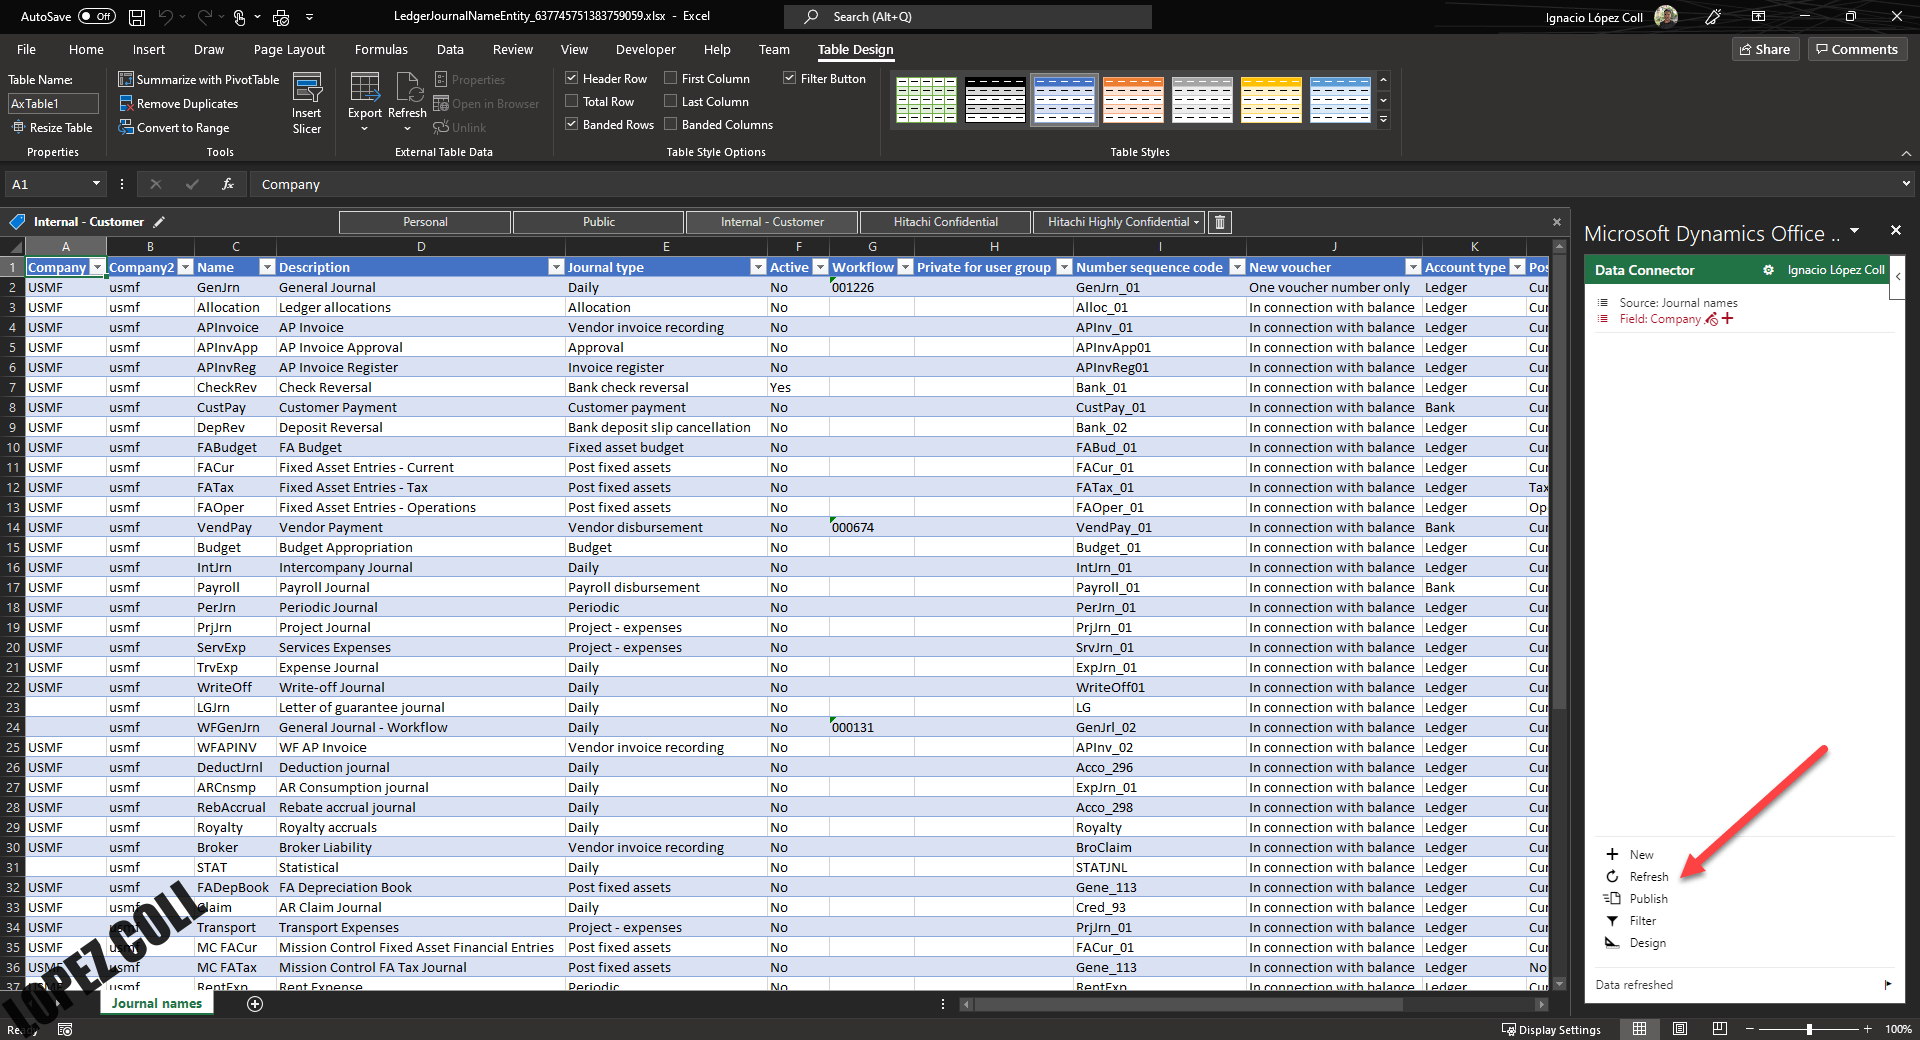 AutoSave Off LedgerJournalNameEntity_637745751383759059.xlsx - Excel Search (Alt+Q) Ignacio López Coll
File Home Insert Draw Page Layout Formulas Data Review View Developer Help Team Table Design Share Comments
Table Name: Summarize with PivotTable Properties Header Row First Column Filter Button
AxTable1 Remove Duplicates Open in Browser Total Row Last Column
Resize Table Convert to Range Insert Slicer Export Refresh Unlink Banded Rows Banded Columns
Properties Tools External Table Data Table Style Options Table Styles
A1 fx Company
Internal - Customer Personal Public Internal - Customer Hitachi Confidential Hitachi Highly Confidential
A B C D E F G H I J K
1 Company Company2 Name Description Journal type Active Workflow Private for user group Number sequence code New voucher Account type Pos
2 USMF usmf GenJrn General Journal Daily No 001226 GenJrn_01 One voucher number only Ledger Cur
3 USMF usmf Allocation Ledger allocations Allocation No Alloc_01 In connection with balance Ledger Cur
4 USMF usmf APInvoice AP Invoice Vendor invoice recording No APInv_01 In connection with balance Ledger Cur
5 USMF usmf APInvApp AP Invoice Approval Approval No APInvApp01 In connection with balance Ledger Cur
6 USMF usmf APInvReg AP Invoice Register Invoice register No APInvReg01 In connection with balance Ledger Cur
7 USMF usmf CheckRev Check Reversal Bank check reversal Yes Bank_01 In connection with balance Ledger Cur
8 USMF usmf CustPay Customer Payment Customer payment No CustPay_01 In connection with balance Bank Cur
9 USMF usmf DepRev Deposit Reversal Bank deposit slip cancellation No Bank_02 In connection with balance Ledger Cur
10 USMF usmf FABudget FA Budget Fixed asset budget No FABud_01 In connection with balance Ledger Cur
11 USMF usmf FACur Fixed Asset Entries - Current Post fixed assets No FACur_01 In connection with balance Ledger Cur
12 USMF usmf FATax Fixed Asset Entries - Tax Post fixed assets No FATax_01 In connection with balance Ledger Tax
13 USMF usmf FAOper Fixed Asset Entries - Operations Post fixed assets No FAOper_01 In connection with balance Ledger Op
14 USMF usmf VendPay Vendor Payment Vendor disbursement No 000674 VendPay_01 In connection with balance Bank Cur
15 USMF usmf Budget Budget Appropriation Budget No Budget_01 In connection with balance Ledger Cur
16 USMF usmf IntJrn Intercompany Journal Daily No IntJrn_01 In connection with balance Ledger Cur
17 USMF usmf Payroll Payroll Journal Payroll disbursement No Payroll_01 In connection with balance Bank Cur
18 USMF usmf PerJrn Periodic Journal Periodic No PerJrn_01 In connection with balance Ledger Cur
19 USMF usmf PrjJrn Project Journal Project - expenses No PrjJrn_01 In connection with balance Ledger Cur
20 USMF usmf ServExp Services Expenses Project - expenses No SrvJrn_01 In connection with balance Ledger Cur
21 USMF usmf TrvExp Expense Journal Daily No ExpJrn_01 In connection with balance Ledger Cur
22 USMF usmf WriteOff Write-off Journal Daily No WriteOff01 In connection with balance Ledger Cur
23 usmf LGJrn Letter of guarantee journal Daily No LG In connection with balance Ledger Cur
24 usmf WFGenJrn General Journal - Workflow Daily No 000131 GenJrl_02 In connection with balance Ledger Cur
25 USMF usmf WFAPINV WF AP Invoice Vendor invoice recording No APInv_02 In connection with balance Ledger Cur
26 USMF usmf DeductJrnl Deduction journal Daily No Acco_296 In connection with balance Ledger Cur
27 USMF usmf ARCnsmp AR Consumption journal Daily No ExpJrn_01 In connection with balance Ledger Cur
28 USMF usmf RebAccrual Rebate accrual journal Daily No Acco_298 In connection with balance Ledger Cur
29 USMF usmf Royalty Royalty accruals Daily No Royalty In connection with balance Ledger Cur
30 USMF usmf Broker Broker Liability Vendor invoice recording No BroClaim In connection with balance Ledger Cur
31 usmf STAT Statistical Daily No STATJNL In connection with balance Ledger Cur
32 USMF usmf FADepBook FA Depreciation Book Post fixed assets No Gene_113 In connection with balance Ledger Cur
33 USMF usmf Claim AR Claim Journal Daily No Cred_93 In connection with balance Ledger Cur
34 USMF usmf Transport Transport Expenses Project - expenses No PrjJrn_01 In connection with balance Ledger Cur
35 USMF usmf MC FACur Mission Control Fixed Asset Financial Entries Post fixed assets No FACur_01 In connection with balance Ledger Cur
36 USMF usmf MC FATax Mission Control FA Tax Journal Post fixed assets No Gene_113 In connection with balance Ledger No
37 USMF usmf RentExp Rent Expense Periodic No RentExp In connection with balance Ledger Cur
Journal names
Ready Display Settings 100%
Microsoft Dynamics Office ..
Data Connector Ignacio López Coll
Source: Journal names
Field: Company
New
Refresh
Publish
Filter
Design
Data refreshed
LOPEZ COLL